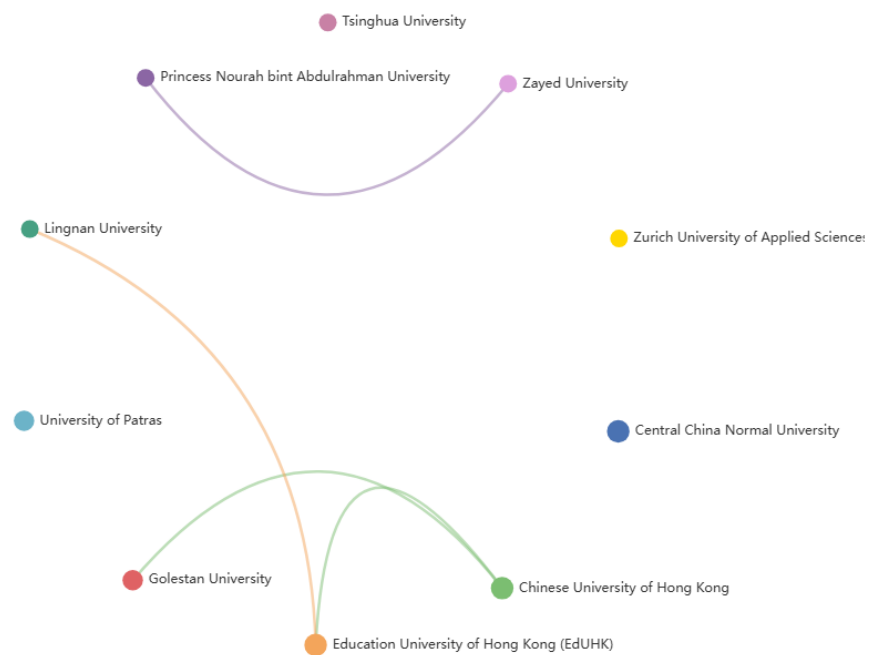 Tsinghua University
Princess Nourah bint Abdulrahman University
Zayed University
Lingnan University
Zurich University of Applied Sciences
University of Patras
Central China Normal University
Golestan University
Chinese University of Hong Kong
Education University of Hong Kong (EdUHK)